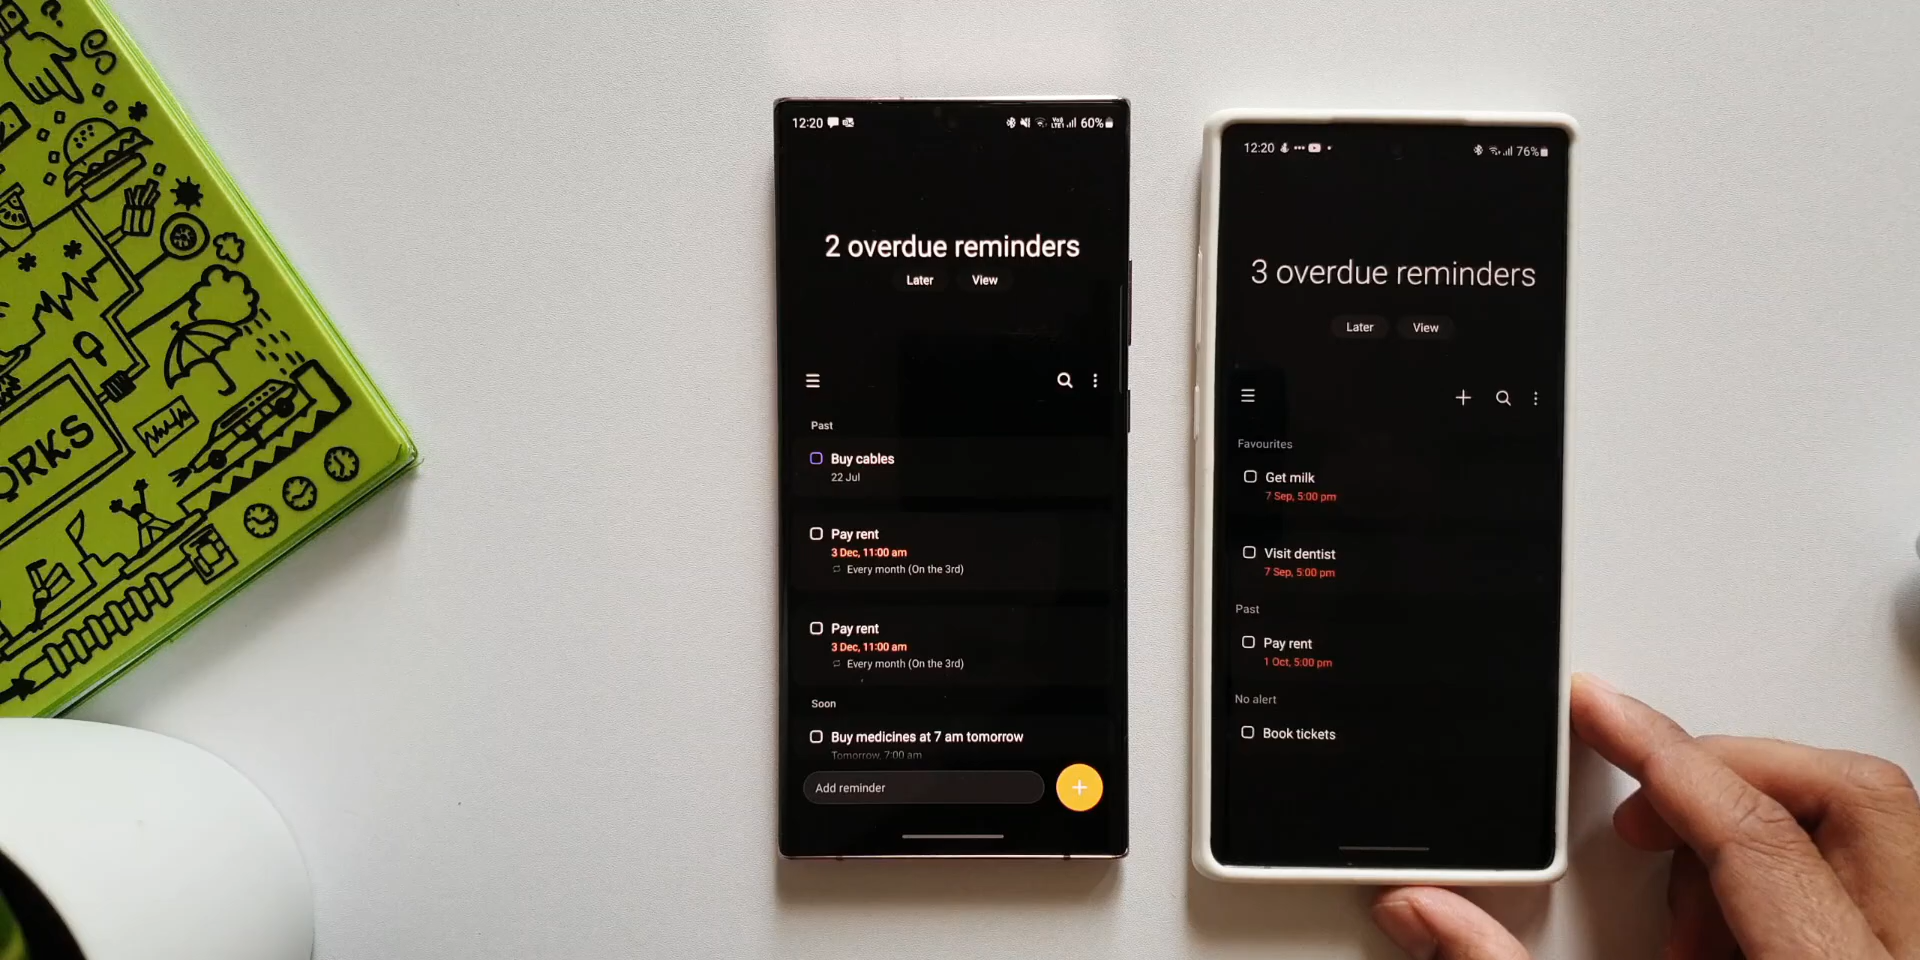 ORKS
12:20
60%
2 overdue reminders
Later View
Past
Buy cables
22 Jul
Pay rent
3 Dec, 11:00 am
Every month (On the 3rd)
Pay rent
3 Dec, 11:00 am
Every month (On the 3rd)
Soon
Buy medicines at 7 am tomorrow
Tomorrow, 7:00 am
Add reminder
12:20
76%
3 overdue reminders
Later View
Favourites
Get milk
7 Sep, 5:00 pm
Visit dentist
7 Sep, 5:00 pm
Past
Pay rent
1 Oct, 5:00 pm
No alert
Book tickets